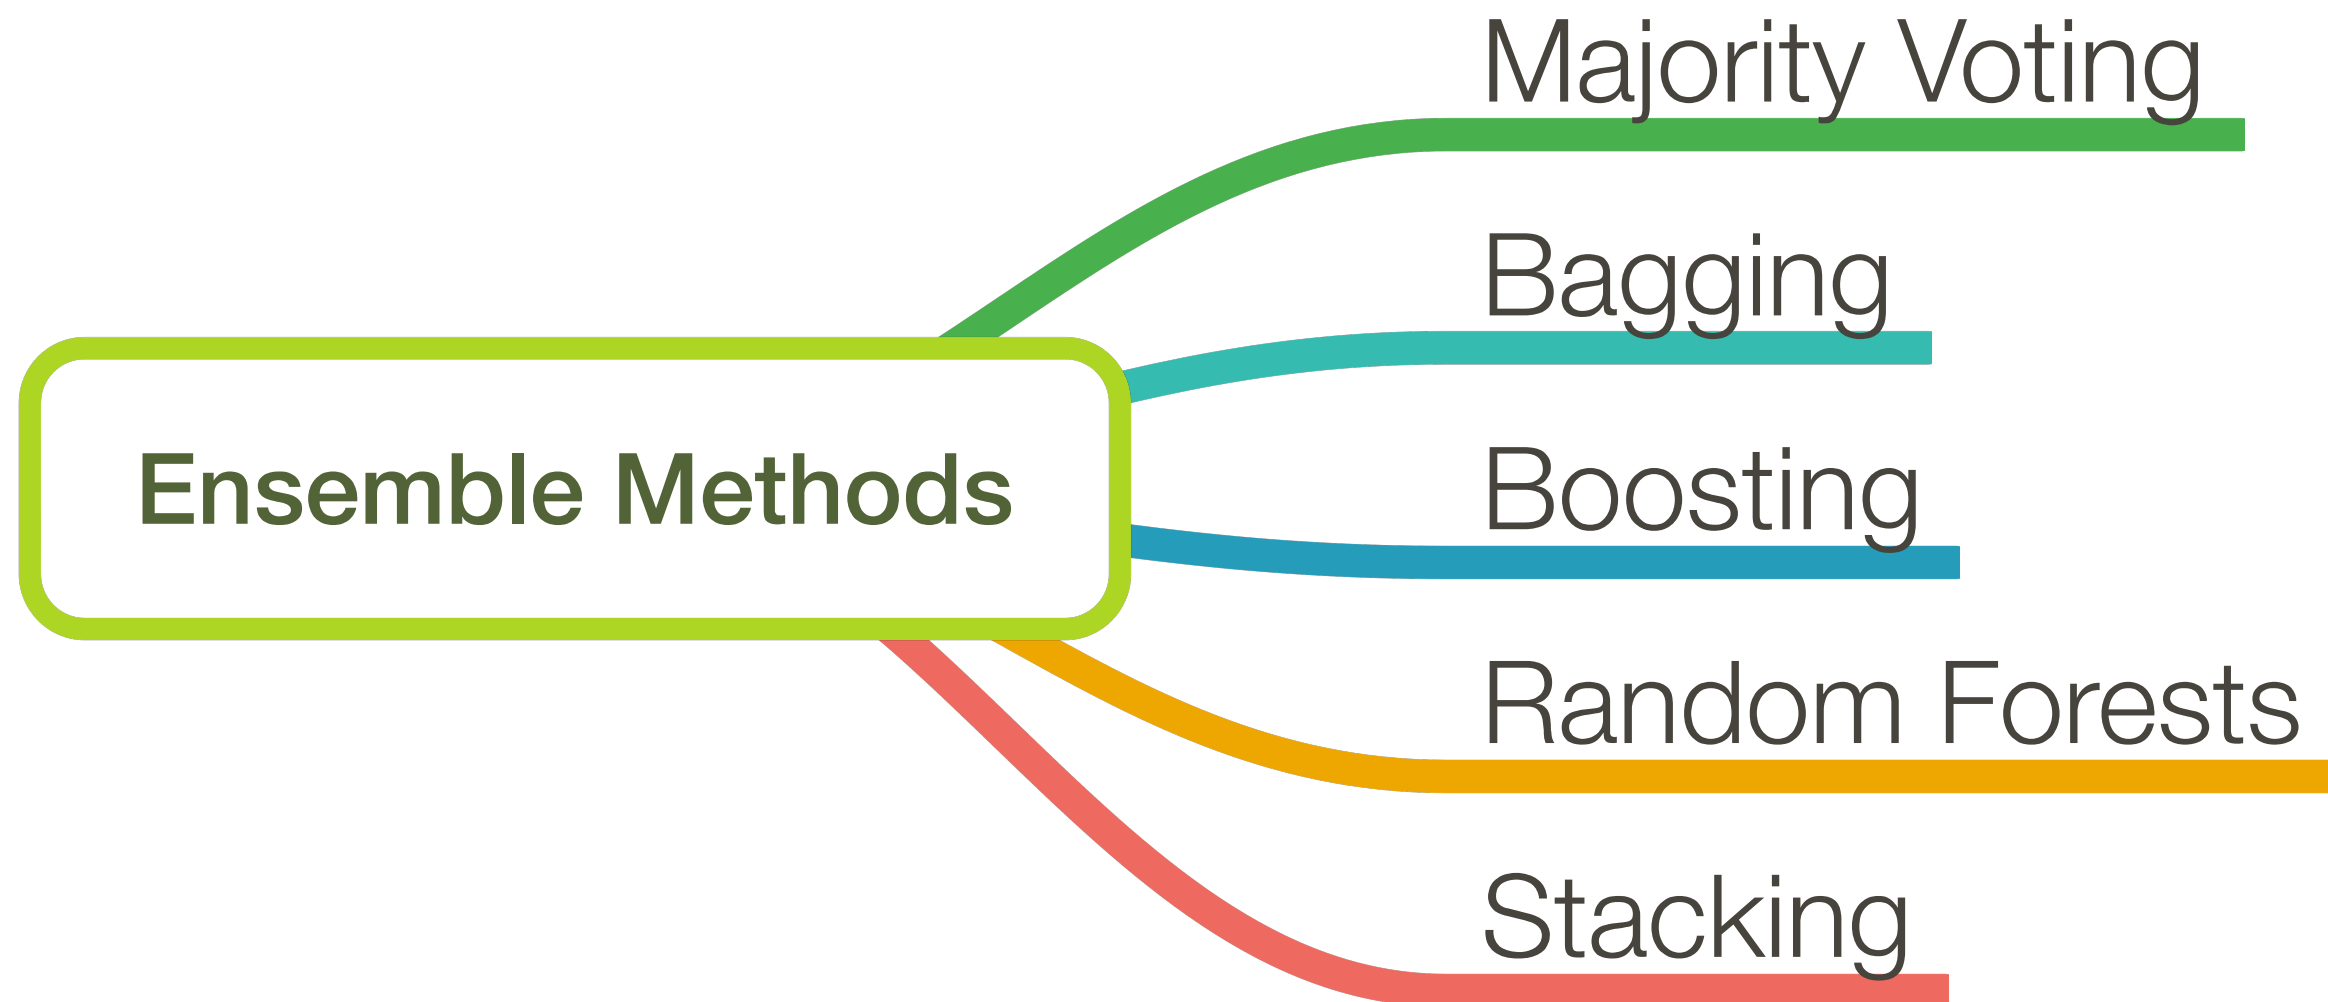 Majority Voting
Bagging
Ensemble Methods
Boosting
Random Forests
Stacking